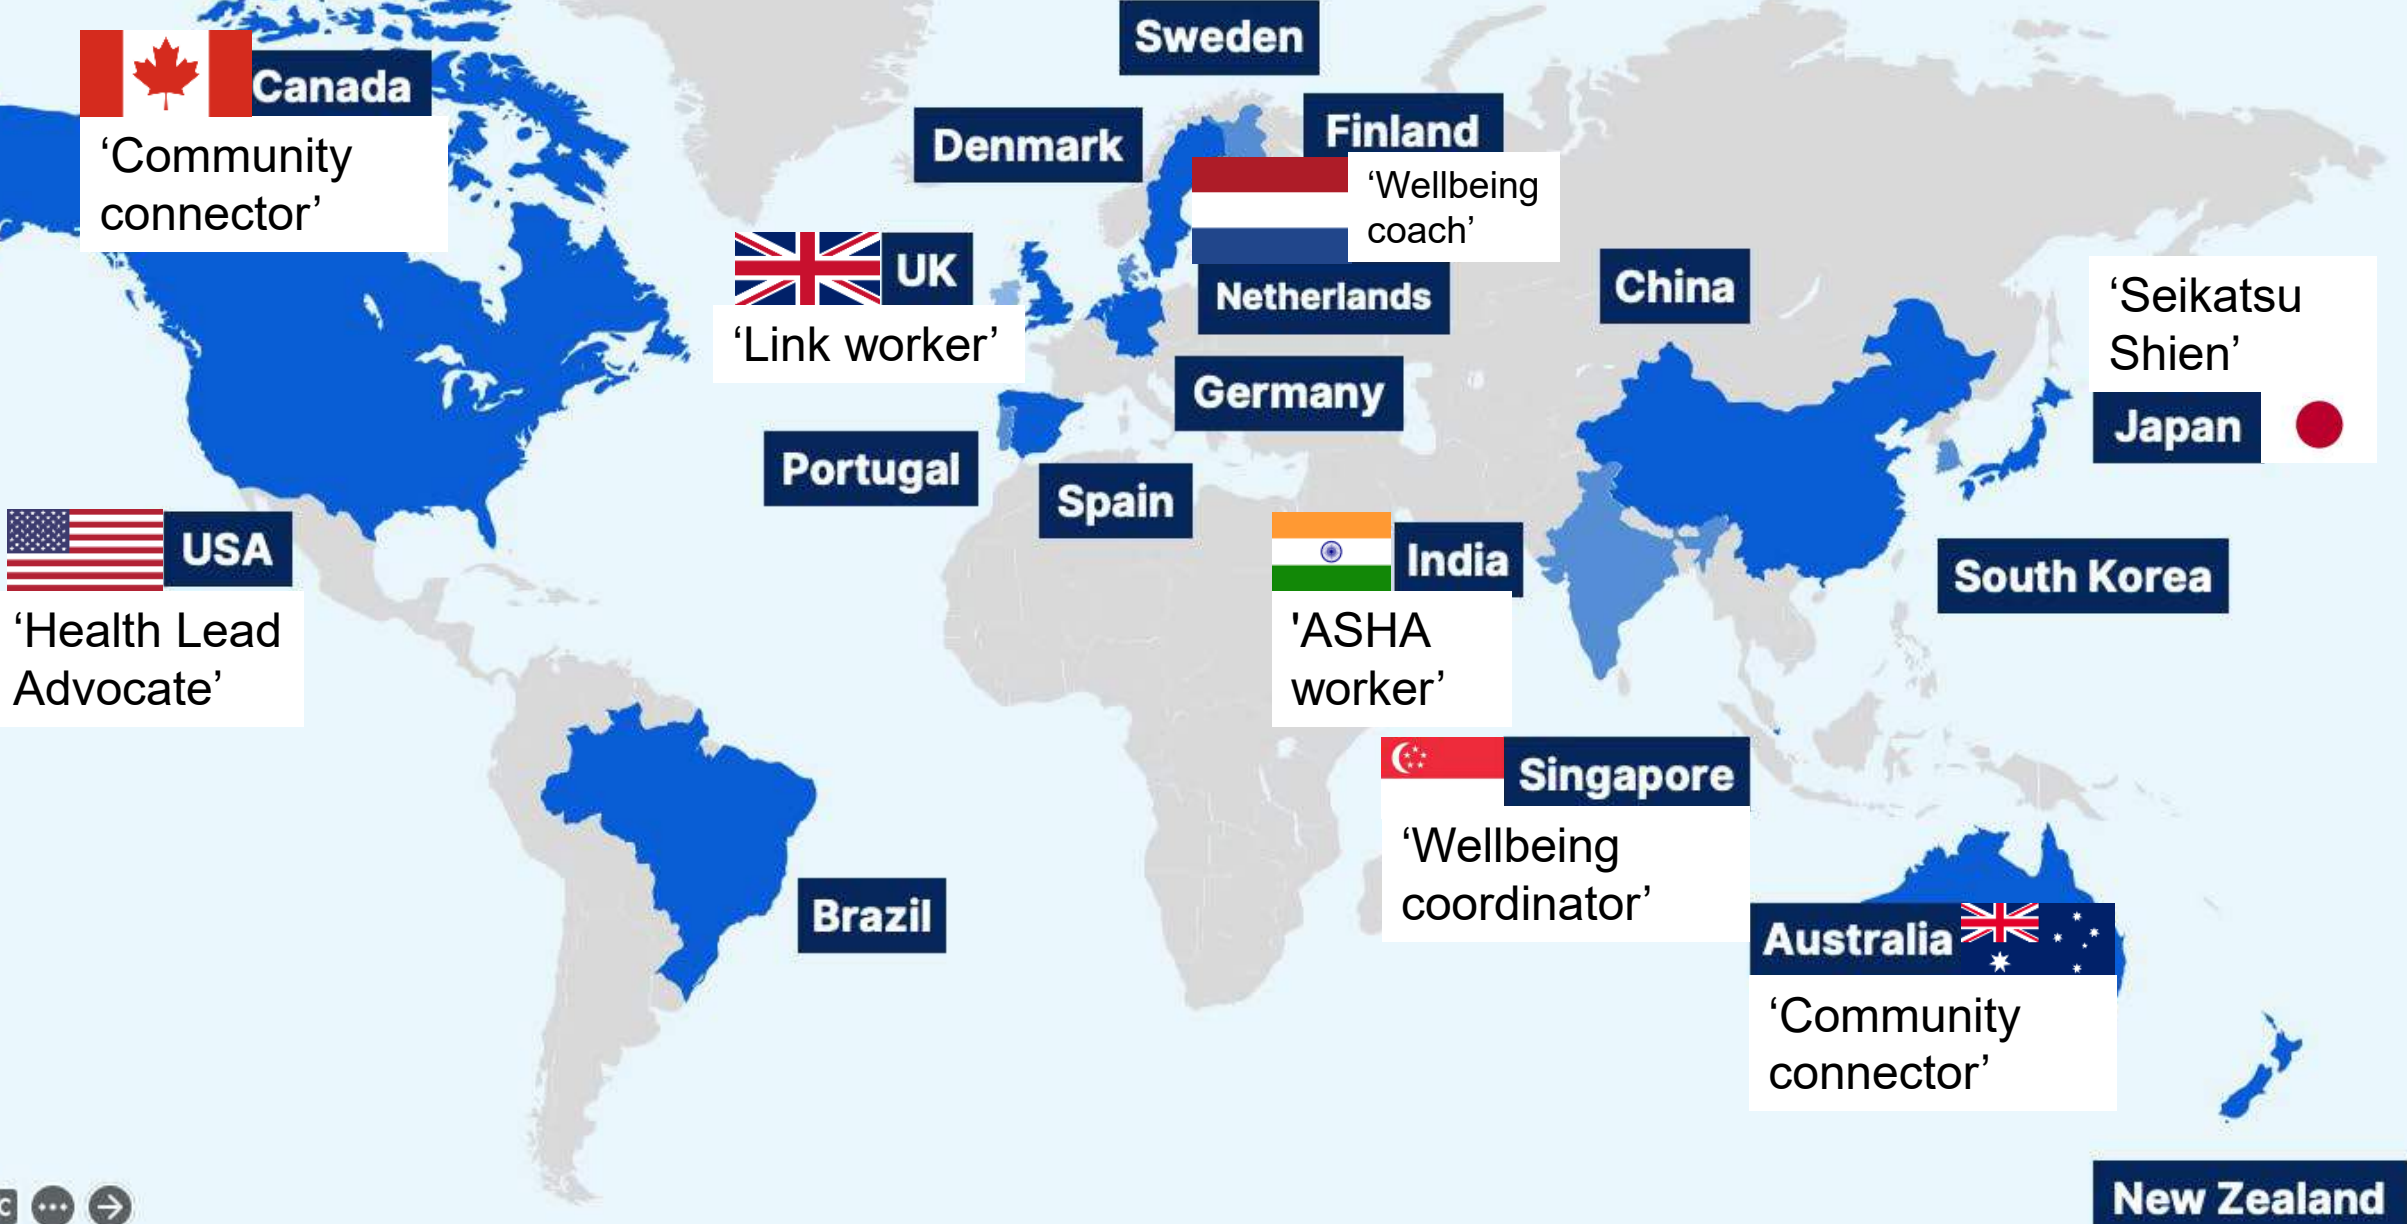 Sweden
Canada
Denmark
Finland
‘Community
connector’
‘Wellbeing
coach’
UK
Netherlands
China
‘Link worker’
‘Seikatsu
Shien’
Germany
Japan
Portugal
Spain
USA
India
South Korea
‘Health Lead
Advocate’
'ASHA
worker’
Singapore
‘Wellbeing
coordinator’
Brazil
Australia
‘Community
connector’
New Zealand